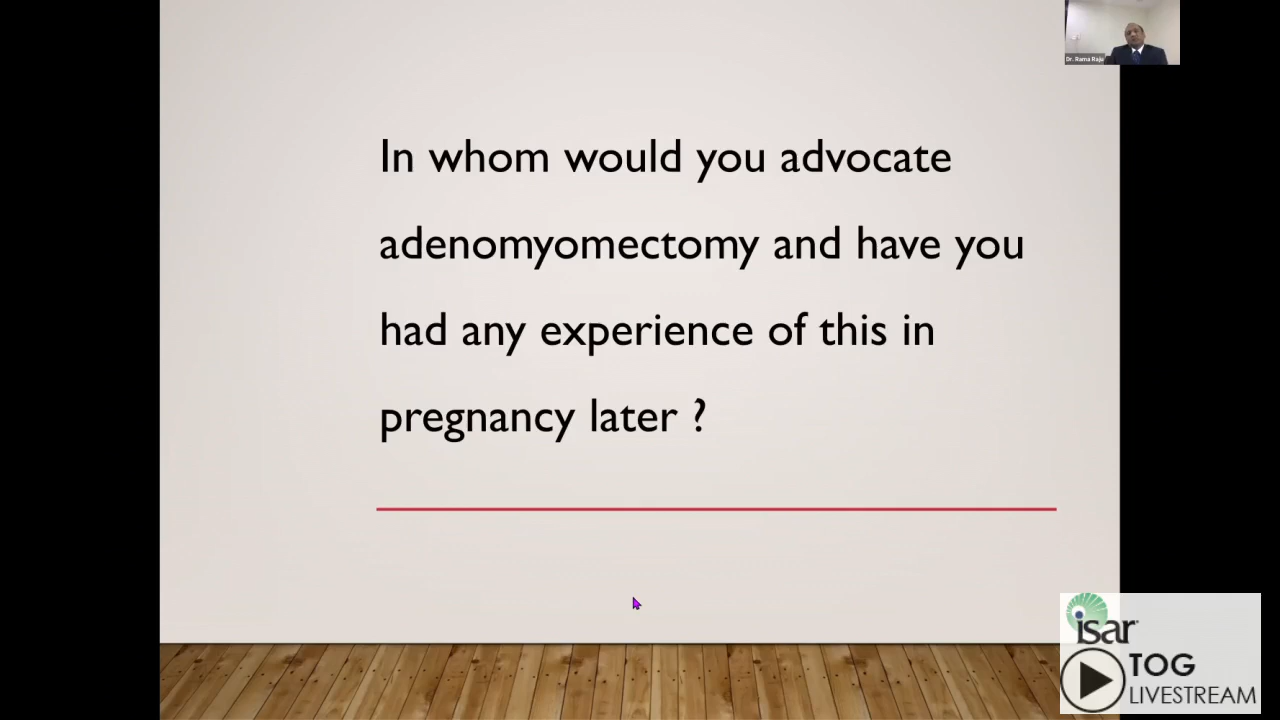 Dr. Rama Raju
In whom would you advocate
adenomyomectomy and have you
had any experience of this in
pregnancy later ?
isar
TOG
LIVESTREAM